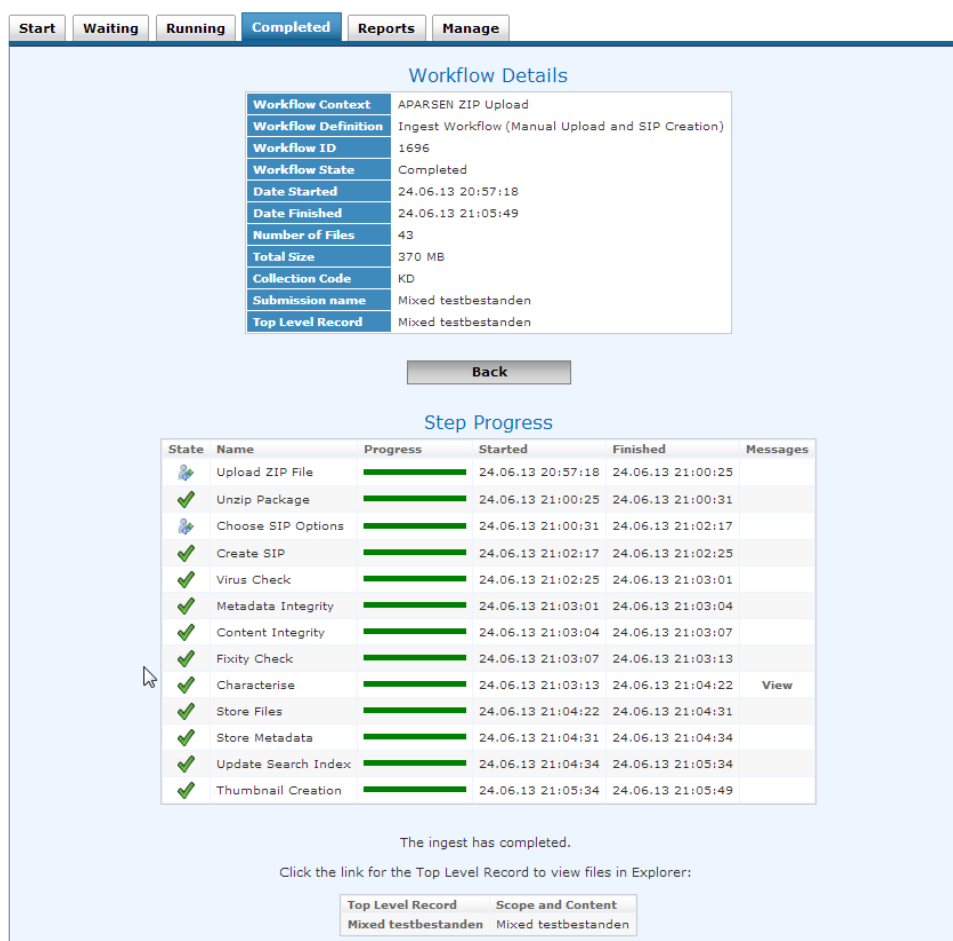 Start Waiting Running Completed Reports Manage
Workflow Details
Workflow Context APARSEN ZIP Upload
Workflow Definition Ingest Workflow (Manual Upload and SIP Creation)
Workflow ID 1696
Workflow State Completed
Date Started 24.06.13 20:57:18
Date Finished 24.06.13 21:05:49
Number of Files 43
Total Size 370 MB
Collection Code KD
Submission name Mixed testbestanden
Top Level Record Mixed testbestanden
Back
Step Progress
State Name Progress Started Finished Messages
Upload ZIP File 24.06.13 20:57:18 24.06.13 21:00:25
Unzip Package 24.06.13 21:00:25 24.06.13 21:00:31
Choose SIP Options 24.06.13 21:00:31 24.06.13 21:02:17
Create SIP 24.06.13 21:02:17 24.06.13 21:02:25
Virus Check 24.06.13 21:02:25 24.06.13 21:03:01
Metadata Integrity 24.06.13 21:03:01 24.06.13 21:03:04
Content Integrity 24.06.13 21:03:04 24.06.13 21:03:07
Fixity Check 24.06.13 21:03:07 24.06.13 21:03:13
Characterise 24.06.13 21:03:13 24.06.13 21:04:22 View
Store Files 24.06.13 21:04:22 24.06.13 21:04:31
Store Metadata 24.06.13 21:04:31 24.06.13 21:04:34
Update Search Index 24.06.13 21:04:34 24.06.13 21:05:34
Thumbnail Creation 24.06.13 21:05:34 24.06.13 21:05:49
The ingest has completed.
Click the link for the Top Level Record to view files in Explorer:
Top Level Record Scope and Content
Mixed testbestanden Mixed testbestanden